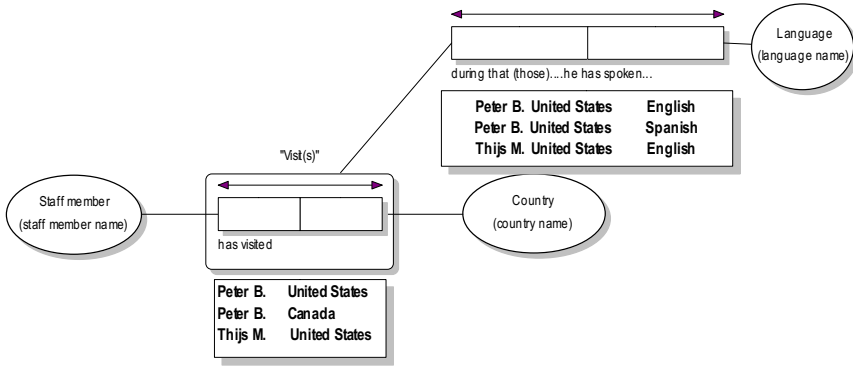 Language
(language name)
during that (those)....he has spoken...
Peter B. United States English
Peter B. United States Spanish
Thijs M. United States English
"Visit(s)"
Staff member
(staff member name)
Country
(country name)
has visited
Peter B. United States
Peter B. Canada
Thijs M. United States